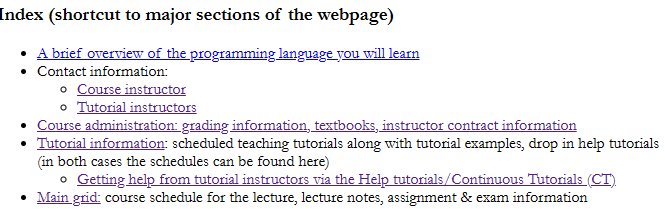 Index (shortcut to major sections of the webpage)
A brief overview of the programming language you will learn
Contact information:
Course instructor
Tutorial instructors
Course administration: grading information, textbooks, instructor contract information
Tutorial information: scheduled teaching tutorials along with tutorial examples, drop in help tutorials
(in both cases the schedules can be found here)
Getting help from tutorial instructors via the Help tutorials/Continuous Tutorials (CT)
Main grid: course schedule for the lecture, lecture notes, assignment & exam information